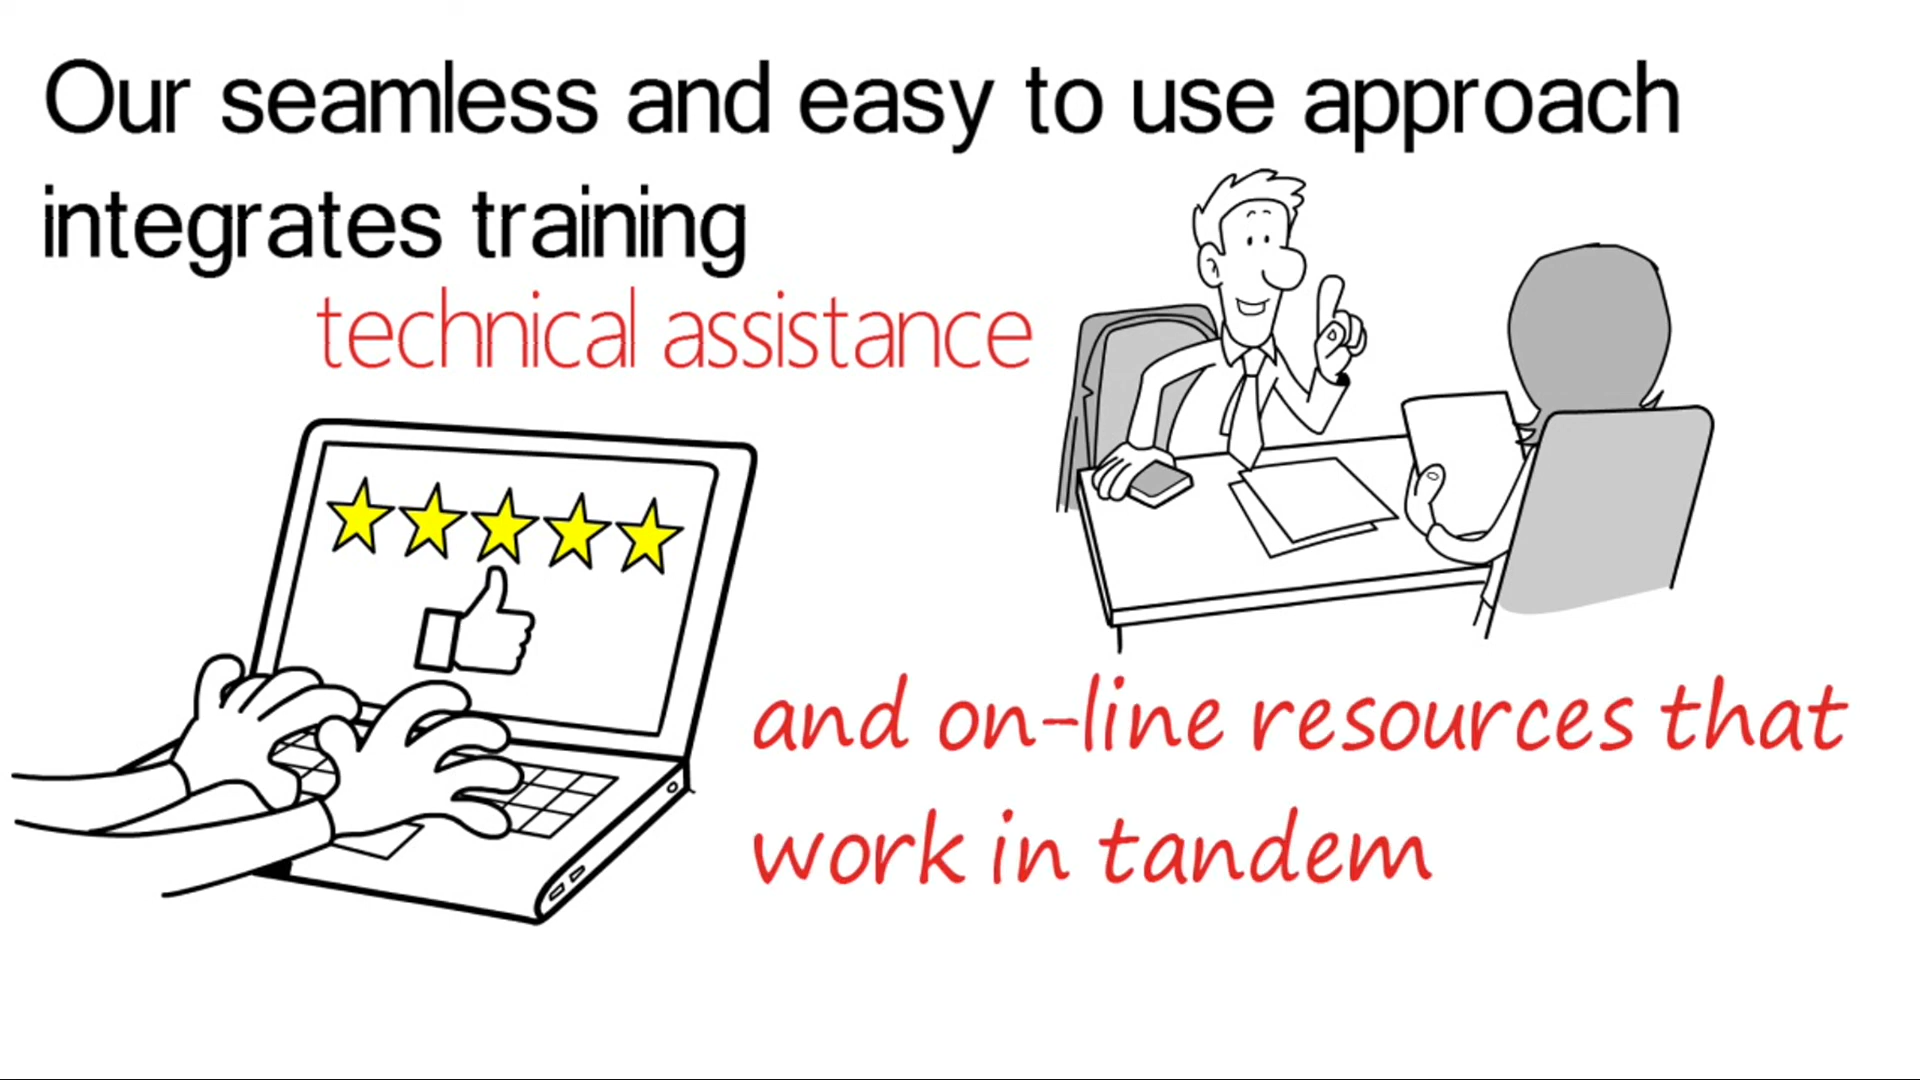 Our seamless and easy to use approach
integrates training
technical assistance
and on-line resources that
work in tandem